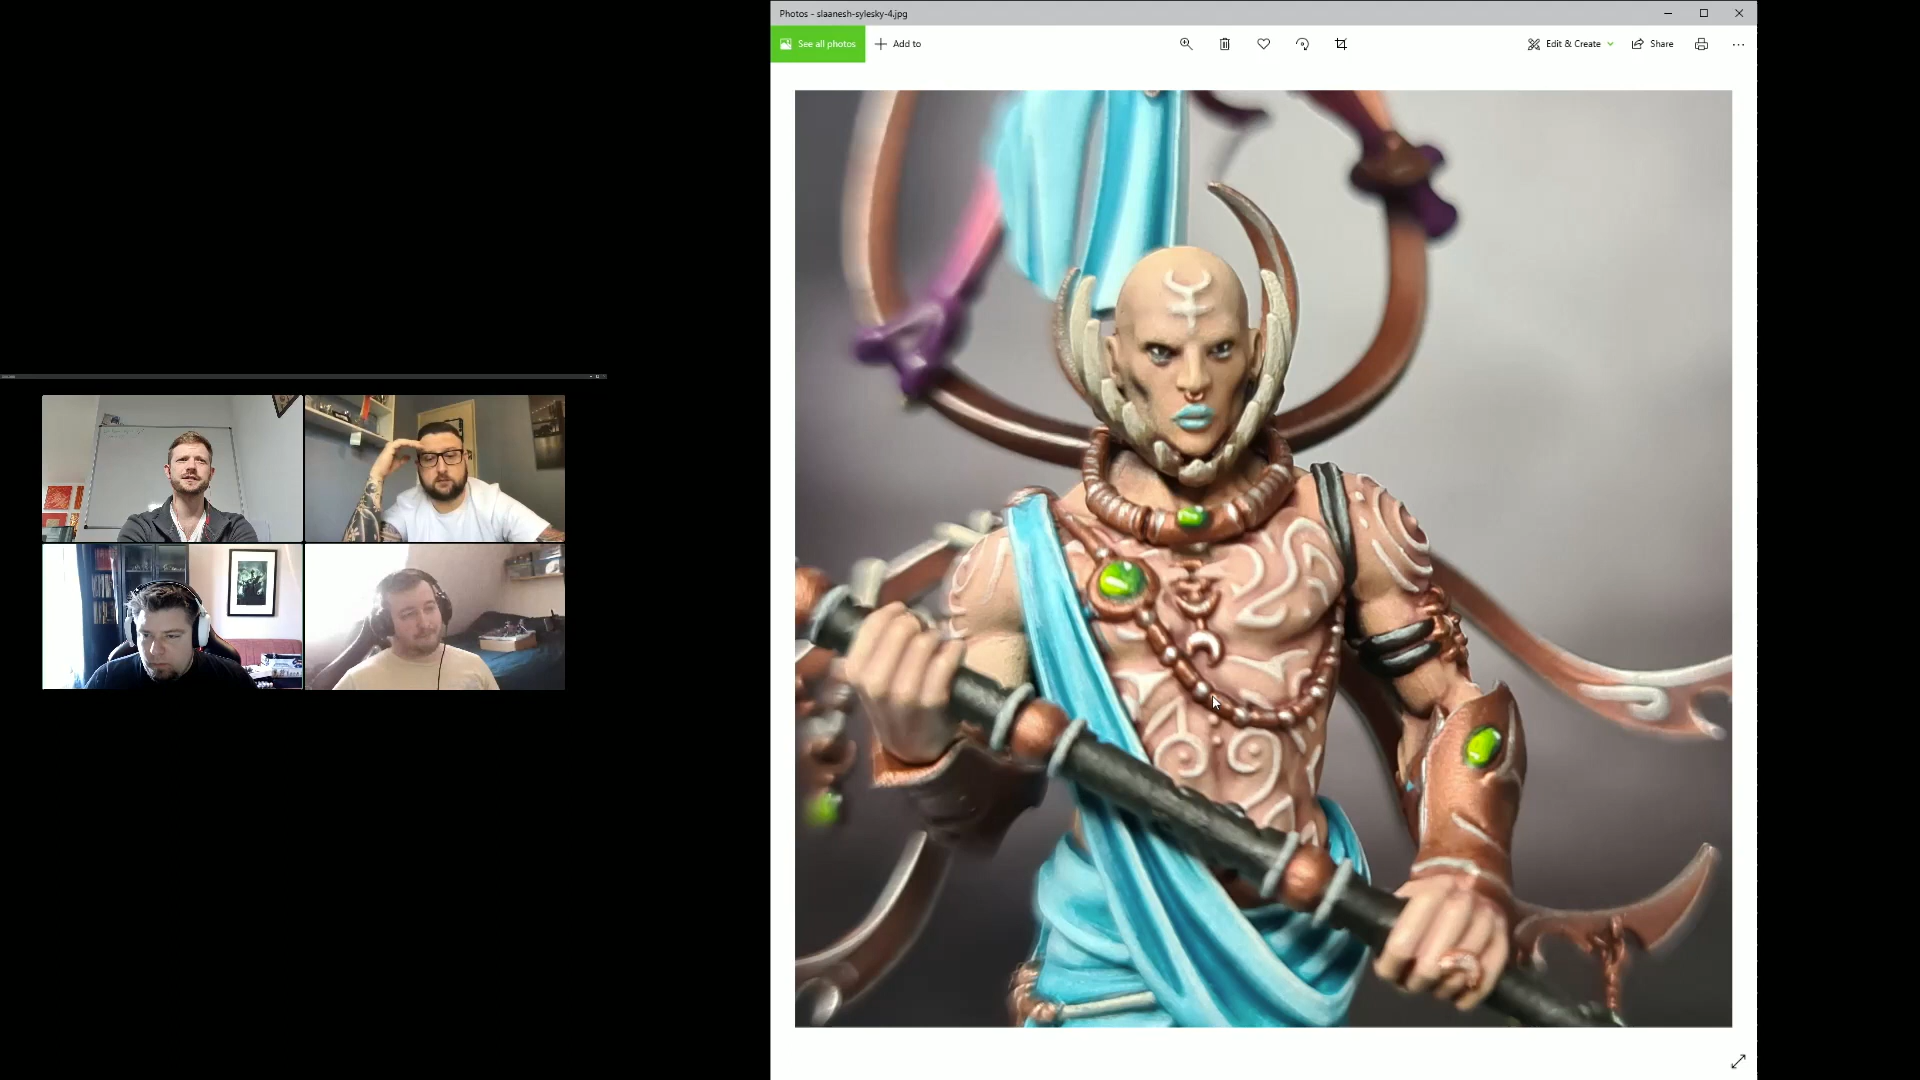 Photos - slaanesh-sylesky-4.jpg
See all photos
Add to
Edit & Create
Share